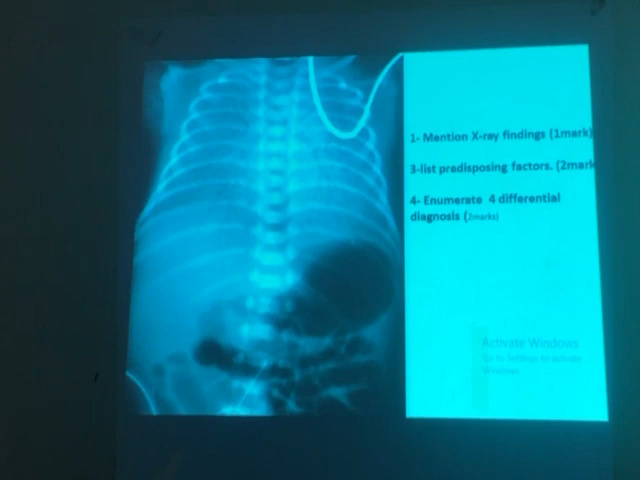 1- Mention X-ray findings (1mark)
3-list predisposing factors. (2mark
4- Enumerate 4 differential
diagnosis (2marks)
Activate Windows
Go to Settings to activate
Windows.